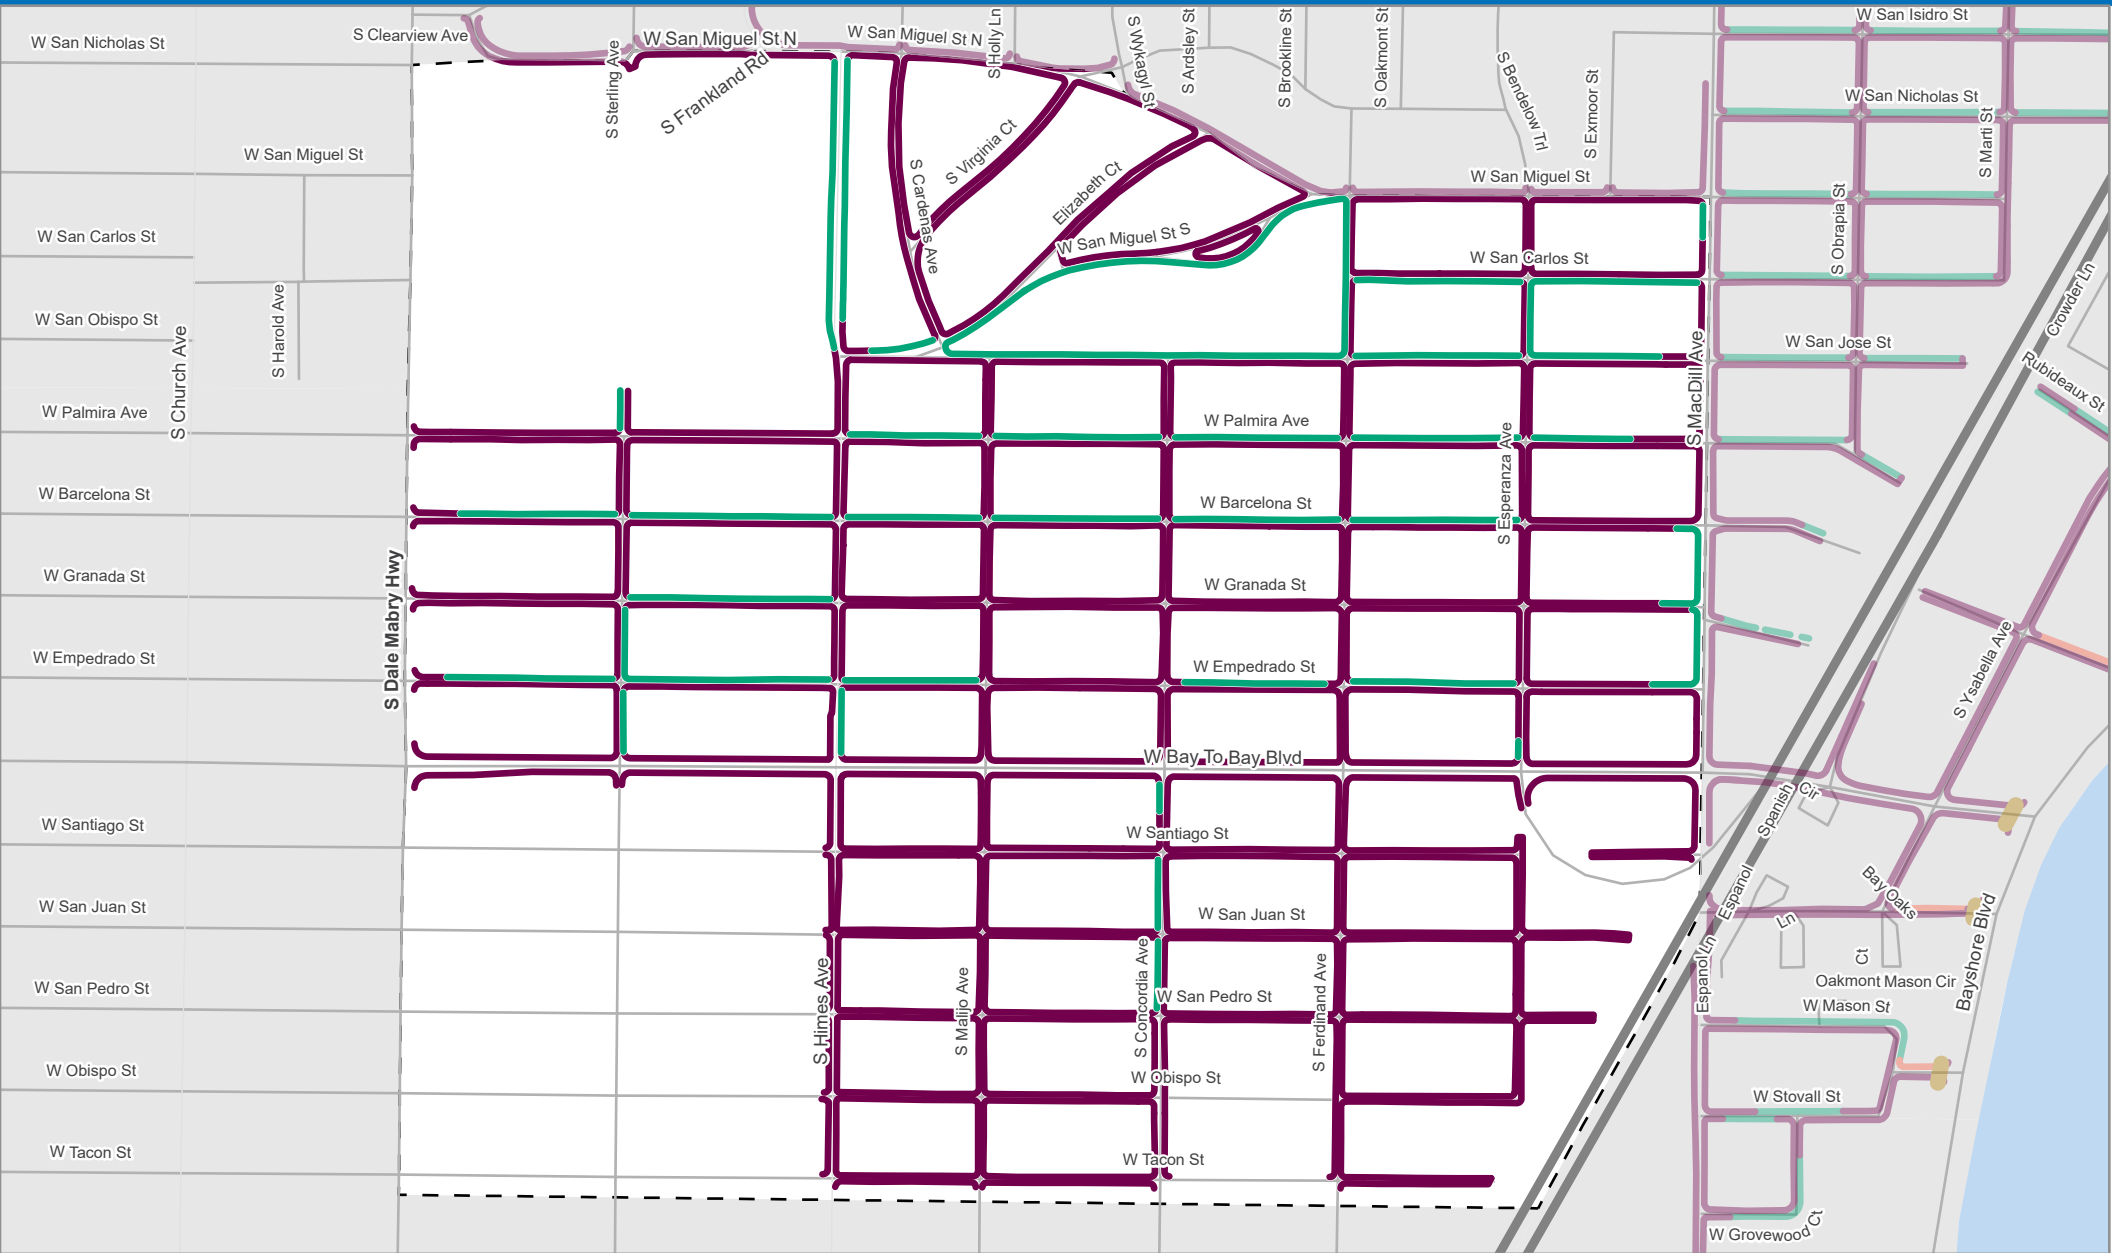 W San Nicholas St
S Clearview Ave
W San Miguel St N
W San Miguel St N
S Holly Ln
S Wykagyl St
S Ardsley St
S Brookline St
S Oakmont St
S Bendelow Trl
S Exmoor St
W San Isidro St
W San Nicholas St
S Marti St
S Sterling Ave
S Frankland Rd
W San Miguel St
S Virginia Ct
S Cardenas Ave
Elizabeth Ct
W San Miguel St
W San Miguel St S
W San Carlos St
W San Carlos St
S Obrapia St
Crowder Ln
W San Obispo St
S Harold Ave
S Church Ave
S MacDill Ave
W San Jose St
Rubideaux St
W Palmira Ave
W Palmira Ave
S Esperanza Ave
W Barcelona St
W Barcelona St
W Granada St
S Dale Mabry Hwy
W Granada St
W Empedrado St
W Empedrado St
S Ysabella Ave
W Bay To Bay Blvd
Spanish
Cir
W Santiago St
W Santiago St
W San Juan St
W San Juan St
Espanol
Bay Oaks
Ln
Ct
Bayshore Blvd
S Himes Ave
S Malijo Ave
S Concordia Ave
S Ferdinand Ave
Espanol Ln
Oakmont Mason Cir
W San Pedro St
W San Pedro St
W Mason St
W Obispo St
W Obispo St
W Stovall St
W Tacon St
W Tacon St
W Grovewood Ct